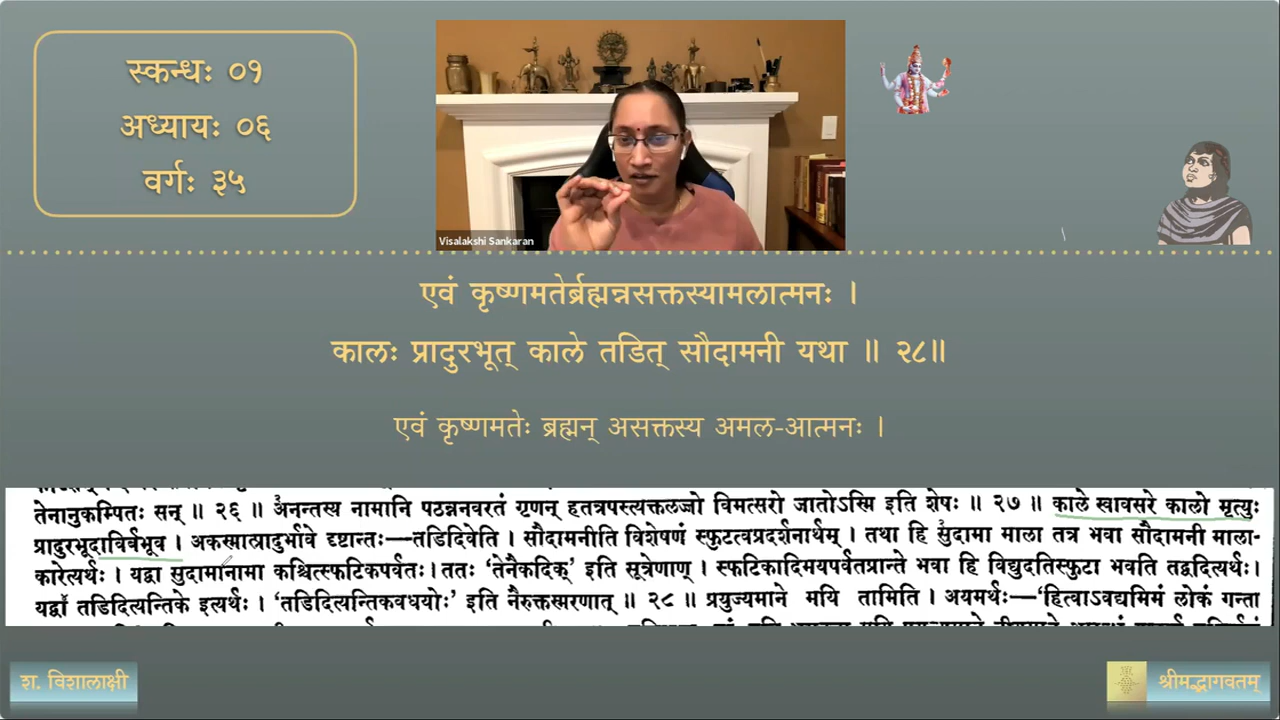 स्कन्धः ०१
अध्यायः ०६
वर्गः ३५
Visalakshi Sankaran
एवं कृष्णमतेर्ब्रह्मन्नसक्तस्यामलात्मनः ।
कालः प्रादुरभूत् काले तडित् सौदामनी यथा ॥ २८॥
एवं कृष्णमतेः ब्रह्मन् असक्तस्य अमल-आत्मनः ।
तेनानुकम्पितः सन् ॥ २६ ॥ अनन्तस्य नामानि पठन्ननवरतं गृणन् हतत्रपस्त्यक्तलज्जो विमत्सरो जातोऽस्मि इति शेषः ॥ २७ ॥ काले स्वावसरे कालो मृत्युः
प्रादुरभूदाविर्बभूव । अकस्मात्प्रादुर्भावे दृष्टान्तः—तडिदिवेति । सौदामनीति विशेषणं स्फुटत्वप्रदर्शनार्थम् । तथा हि सुदामा माला तत्र भवा सौदामनी माला-
कारेत्यर्थः । यद्वा सुदामानामा कश्चित्स्फटिकपर्वतः । ततः ‘तेनैकदिक्’ इति सूत्रेणाण् । स्फटिकादिमयपर्वतप्रान्ते भवा हि विद्युदतिस्फुटा भवति तद्वदित्यर्थः।
यद्वा तडिदित्यन्तिके इत्यर्थः । ‘तडिदित्यन्तिकवधयोः’ इति नैरुक्तस्मरणात् ॥ २८ ॥ प्रयुज्यमाने मयि तामिति । अयमर्थः—‘हित्वाऽवद्यमिमं लोकं गन्ता
श. विशालाक्षी
श्रीमद्भागवतम्